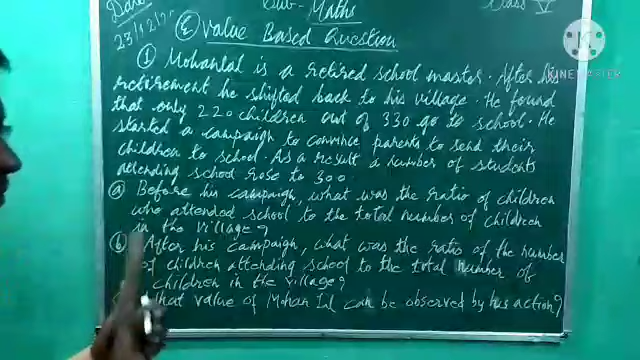 Date Sub- Maths Class V
23/12/20
Ⓔ Value Based Question
① Mohanlal is a retired school master. After his
retirement he shifted back to his village. He found
that only 220 children out of 330 go to school. He
started a campaign to convince parents to send their
children to school. As a result a number of students
attending school rose to 300.
ⓐ Before his campaign, what was the ratio of children
who attended school to the total number of children
in the village?
ⓑ After his campaign, what was the ratio of the number
of children attending school to the total number of
children in the village?
What value of Mohan Lal can be observed by his action?
KINEMASTER